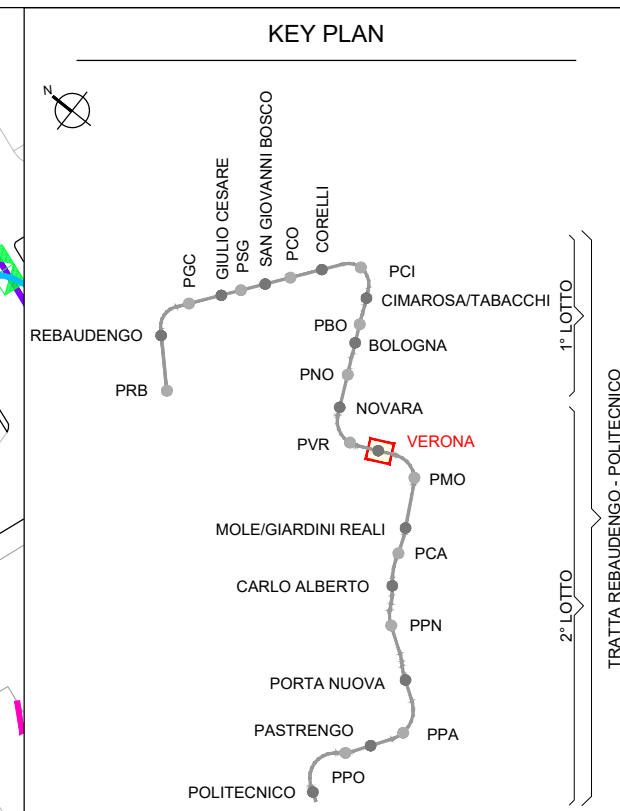 KEY PLAN
N
PGC
GIULIO CESARE
PSG
SAN GIOVANNI BOSCO
PCO
CORELLI
PCI
CIMAROSA/TABACCHI
REBAUDENGO
PBO
BOLOGNA
PRB
PNO
NOVARA
PVR
VERONA
PMO
MOLE/GIARDINI REALI
PCA
CARLO ALBERTO
PPN
PORTA NUOVA
PASTRENGO
PPA
PPO
POLITECNICO
1° LOTTO
2° LOTTO
TRATTA REBAUDENGO - POLITECNICO